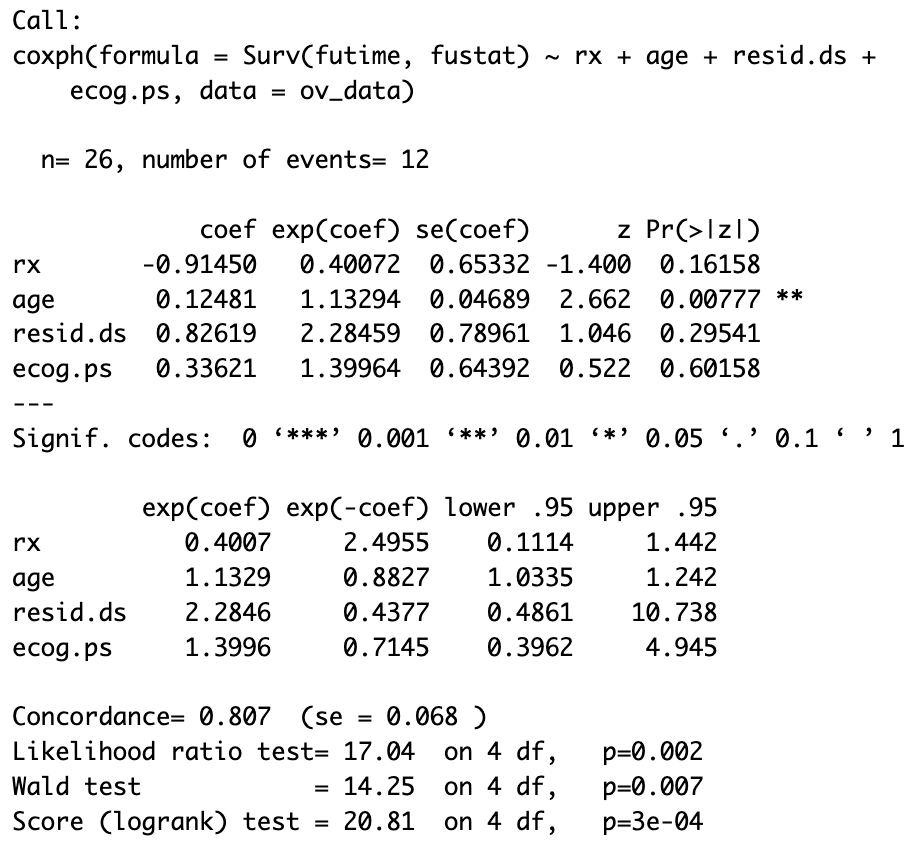 Call:
coxph(formula = Surv(futime, fustat) ~ rx + age + resid.ds +
    ecog.ps, data = ov_data)

  n= 26, number of events= 12

             coef exp(coef) se(coef)      z Pr(>|z|)
rx       -0.91450   0.40072  0.65332 -1.400  0.16158
age       0.12481   1.13294  0.04689  2.662  0.00777 **
resid.ds  0.82619   2.28459  0.78961  1.046  0.29541
ecog.ps   0.33621   1.39964  0.64392  0.522  0.60158
---
Signif. codes:  0 ‘***’ 0.001 ‘**’ 0.01 ‘*’ 0.05 ‘.’ 0.1 ‘ ’ 1

         exp(coef) exp(-coef) lower .95 upper .95
rx          0.4007     2.4955    0.1114     1.442
age         1.1329     0.8827    1.0335     1.242
resid.ds    2.2846     0.4377    0.4861    10.738
ecog.ps     1.3996     0.7145    0.3962     4.945

Concordance= 0.807  (se = 0.068 )
Likelihood ratio test= 17.04  on 4 df,   p=0.002
Wald test            = 14.25  on 4 df,   p=0.007
Score (logrank) test = 20.81  on 4 df,   p=3e-04